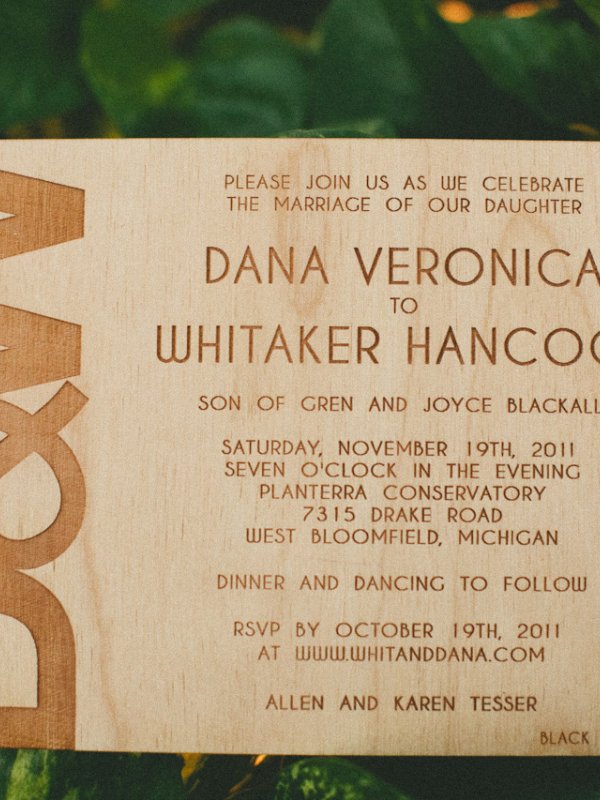 PLEASE JOIN US AS WE CELEBRATE
THE MARRIAGE OF OUR DAUGHTER
DANA VERONICA
TO
WHITAKER HANCOC
SON OF GREN AND JOYCE BLACKALL
SATURDAY, NOVEMBER 19TH, 2011
SEVEN O'CLOCK IN THE EVENING
PLANTERRA CONSERVATORY
7315 DRAKE ROAD
WEST BLOOMFIELD, MICHIGAN
DINNER AND DANCING TO FOLLOW
RSVP BY OCTOBER 19TH, 2011
AT WWW.WHITANDDANA.COM
ALLEN AND KAREN TESSER
BLACK
D&W